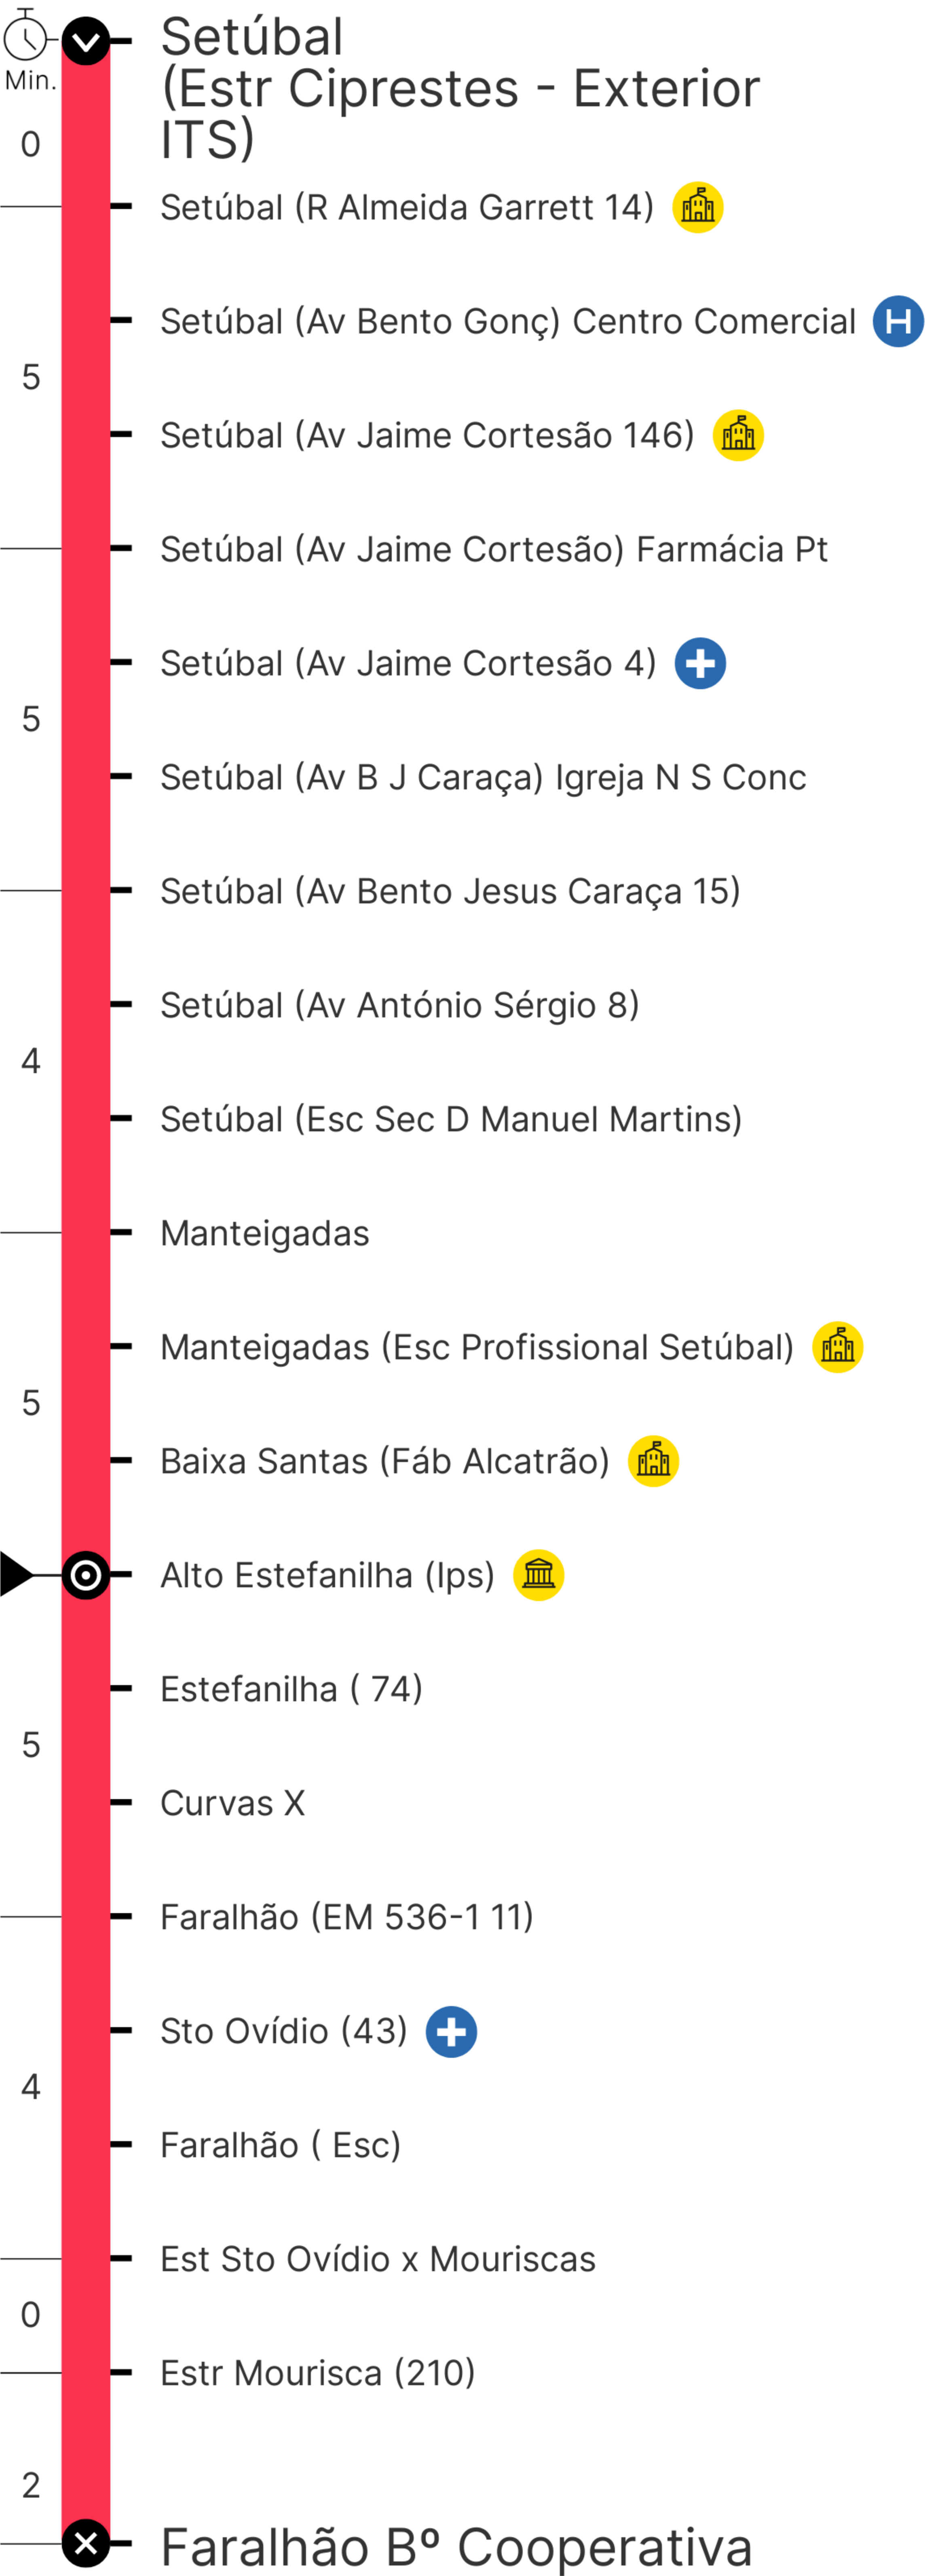 Min.
Setúbal
(Estr Ciprestes - Exterior
ITS)
0
Setúbal (R Almeida Garrett 14)
Setúbal (Av Bento Gonç) Centro Comercial H
5
Setúbal (Av Jaime Cortesão 146)
Setúbal (Av Jaime Cortesão) Farmácia Pt
Setúbal (Av Jaime Cortesão 4)
5
Setúbal (Av B J Caraça) Igreja N S Conc
Setúbal (Av Bento Jesus Caraça 15)
Setúbal (Av António Sérgio 8)
4
Setúbal (Esc Sec D Manuel Martins)
Manteigadas
Manteigadas (Esc Profissional Setúbal)
5
Baixa Santas (Fáb Alcatrão)
Alto Estefanilha (Ips)
Estefanilha ( 74)
5
Curvas X
Faralhão (EM 536-1 11)
Sto Ovídio (43)
4
Faralhão ( Esc)
Est Sto Ovídio x Mouriscas
0
Estr Mourisca (210)
2
Faralhão Bº Cooperativa